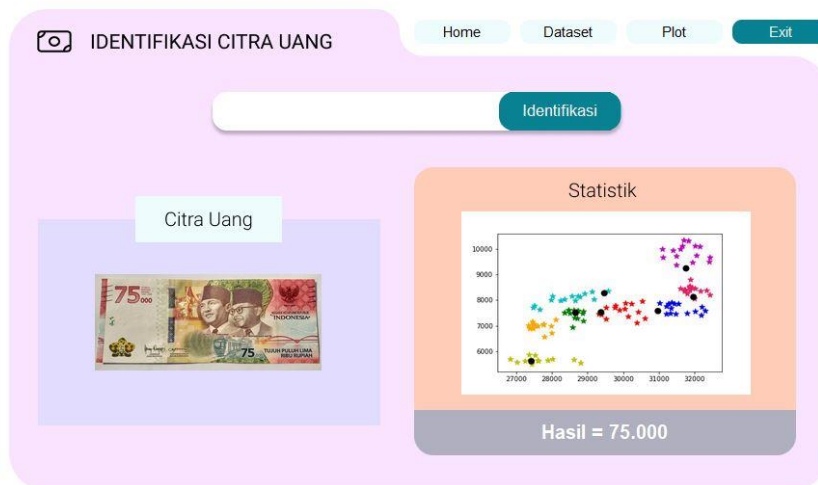 IDENTIFIKASI CITRA UANG
Home
Dataset
Plot
Exit
Identifikasi
Citra Uang
75.000
INDONESIA
75.
TUJUH PULUH LIMA
RIBU RUPIAH
Statistik
10000
9000
8000
7000
6000
27000 28000 29000 30000 31000 32000
Hasil = 75.000